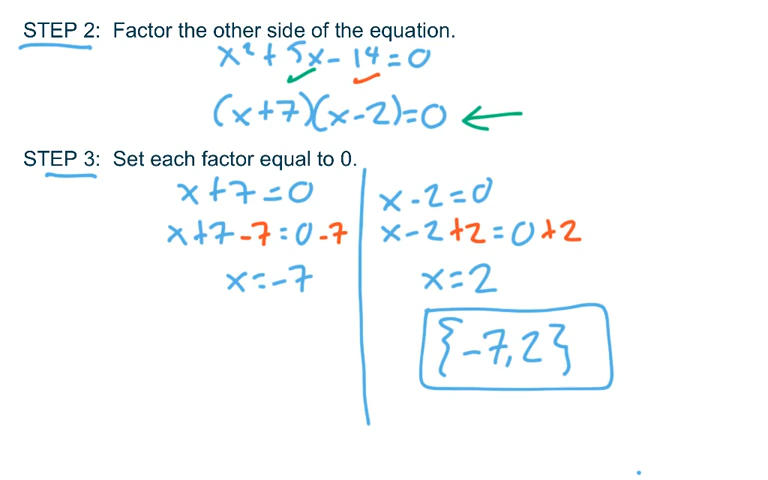 STEP 2: Factor the other side of the equation.
x² + 5x - 14 = 0
(x+7)(x-2)=0
STEP 3: Set each factor equal to 0.
x+7=0
x+7-7=0-7
x=-7
x-2=0
x-2+2=0+2
x=2
{-7,2}